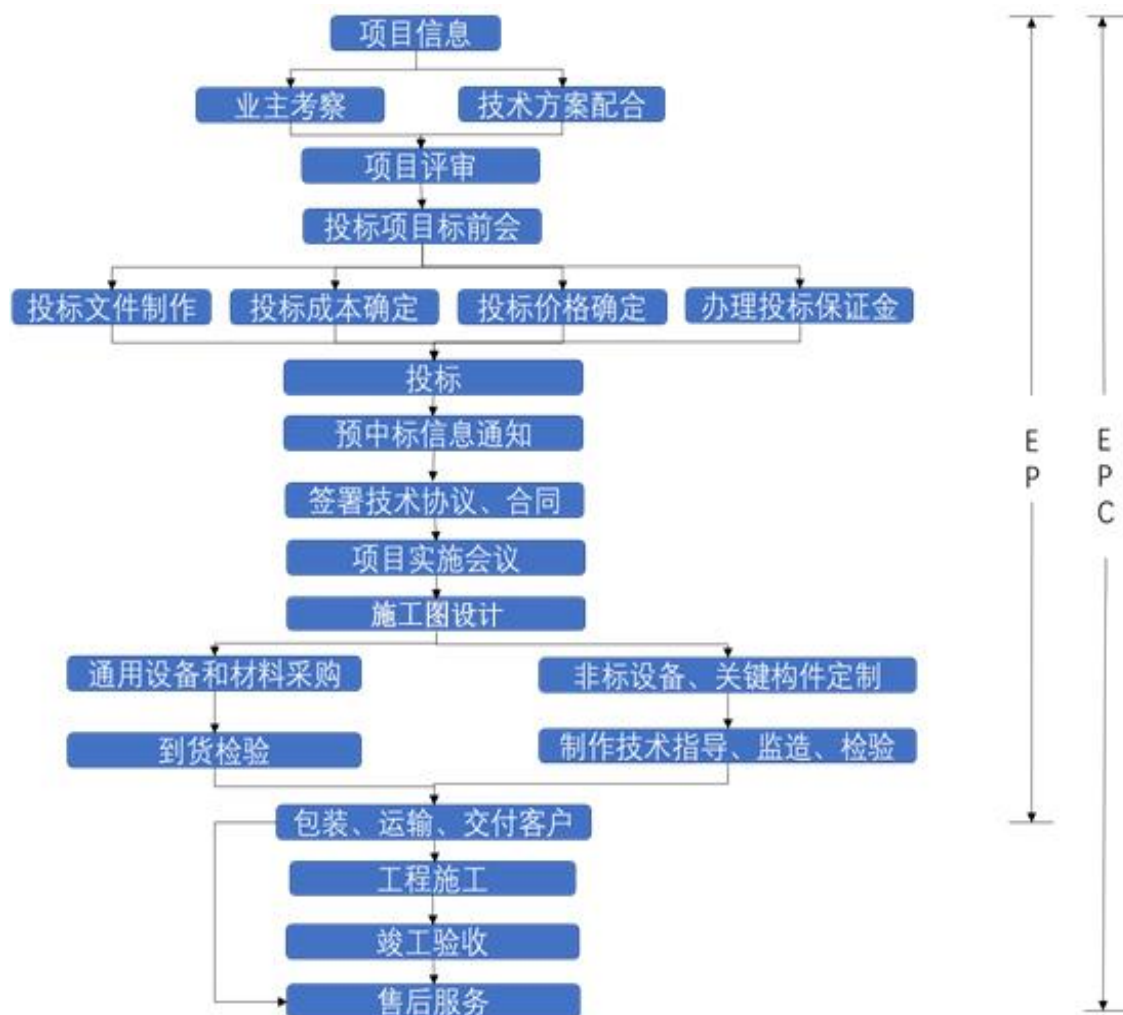 项目信息
业主考察
技术方案配合
项目评审
投标项目标前会
投标文件制作
投标成本确定
投标价格确定
办理投标保证金
投标
预中标信息通知
签署技术协议、合同
项目实施会议
施工图设计
通用设备和材料采购
非标设备、关键构件定制
到货检验
制作技术指导、监造、检验
包装、运输、交付客户
工程施工
竣工验收
售后服务
EP
EPC